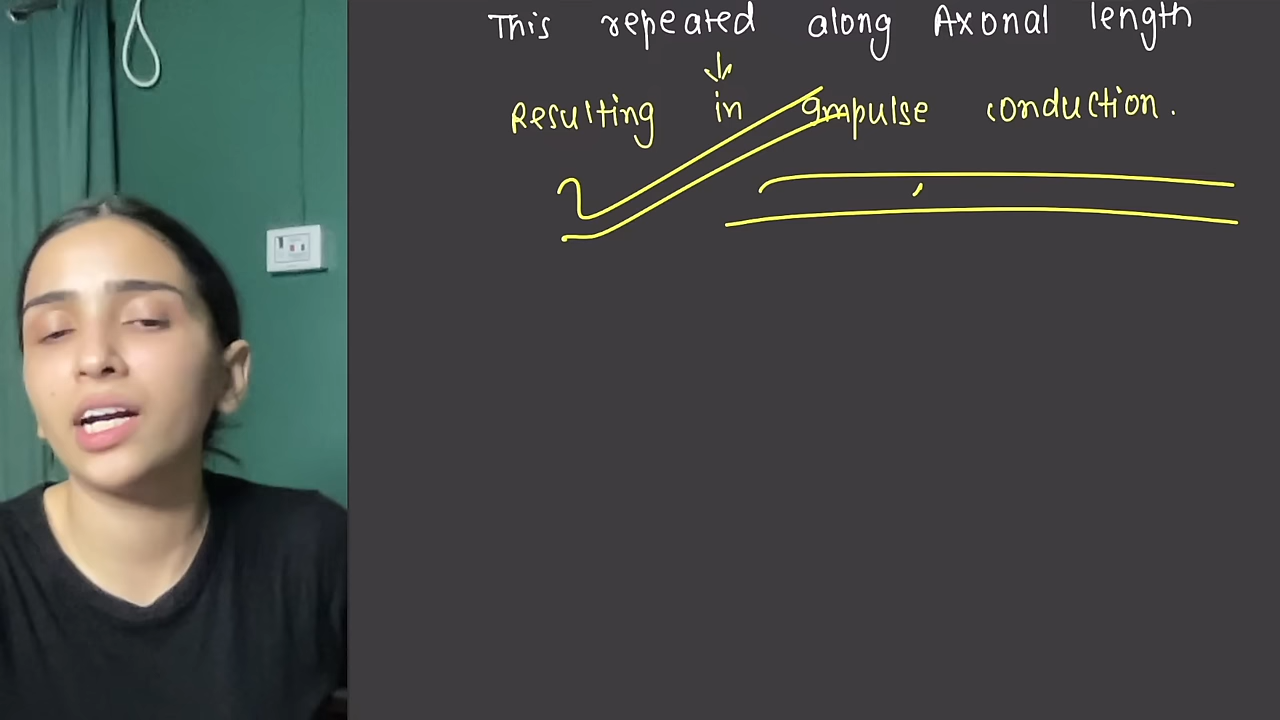 This repeated along Axonal length
Resulting in Impulse conduction.